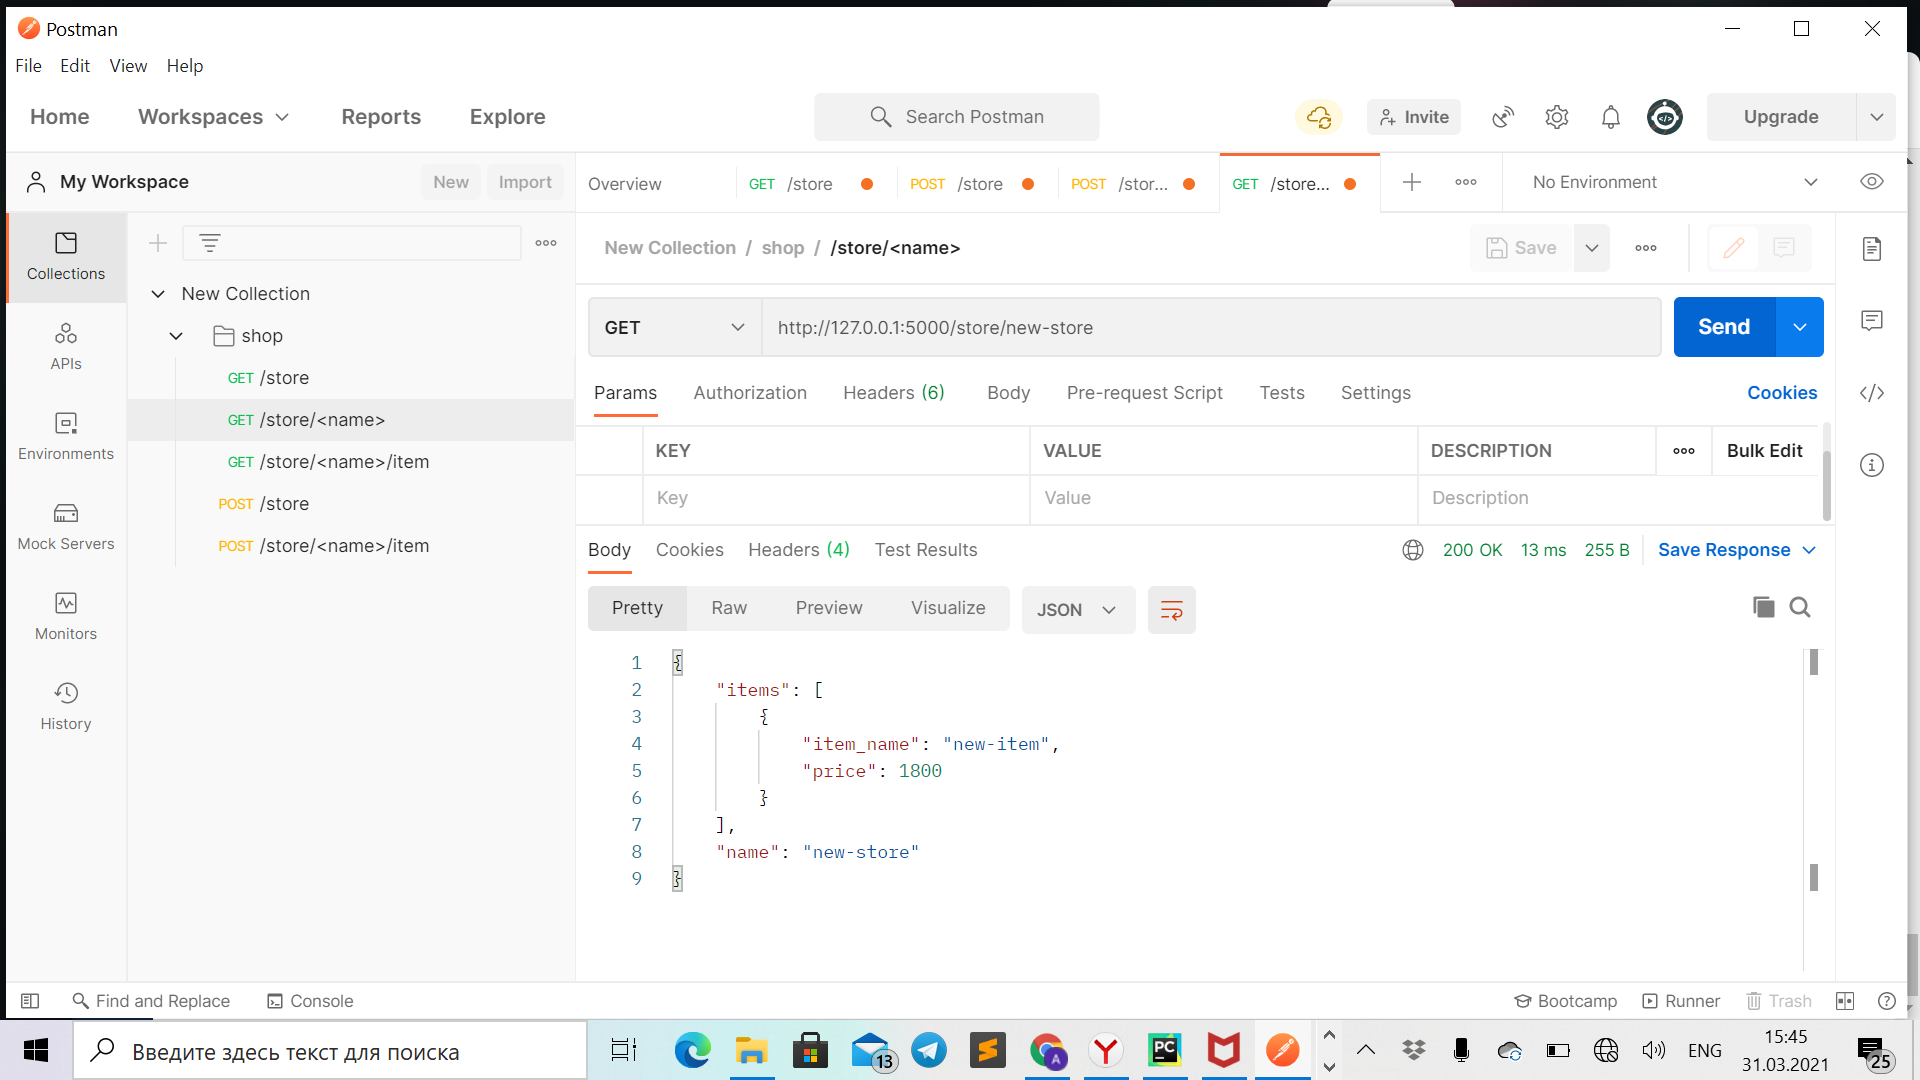 Postman
File Edit View Help
Home Workspaces Reports Explore Search Postman Invite Upgrade
My Workspace New Import
Overview GET /store POST /store POST /stor... GET /store... No Environment
Collections
APIs
Environments
Mock Servers
Monitors
History
New Collection
shop
GET /store
GET /store/<name>
GET /store/<name>/item
POST /store
POST /store/<name>/item
New Collection / shop / /store/<name> Save
GET http://127.0.0.1:5000/store/new-store Send
Params Authorization Headers (6) Body Pre-request Script Tests Settings Cookies
KEY VALUE DESCRIPTION Bulk Edit
Key Value Description
Body Cookies Headers (4) Test Results 200 OK 13 ms 255 B Save Response
Pretty Raw Preview Visualize JSON
1 {
2 "items": [
3 {
4 "item_name": "new-item",
5 "price": 1800
6 }
7 ],
8 "name": "new-store"
9 }
Find and Replace Console Bootcamp Runner Trash
Введите здесь текст для поиска 13 A PC ENG 15:45
31.03.2021 25